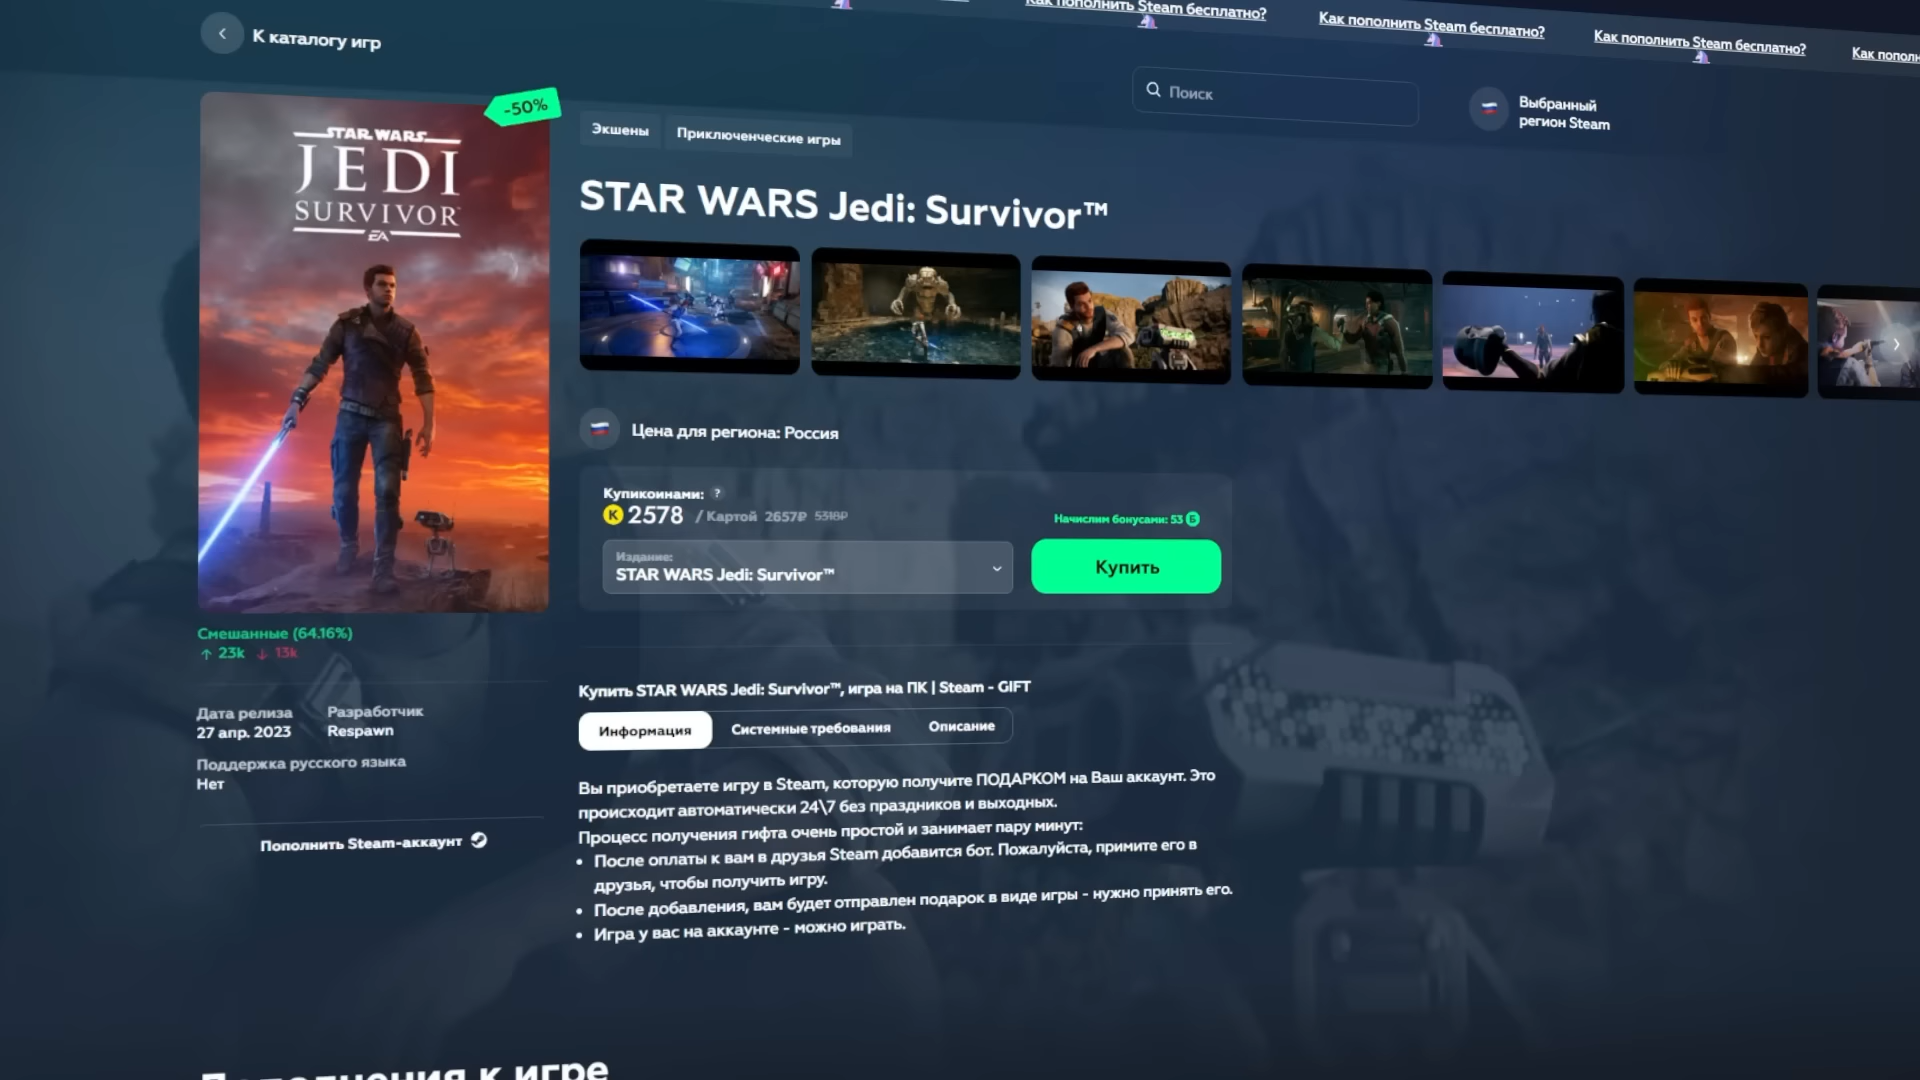 Как пополнить Steam бесплатно?
Как пополнить Steam бесплатно?
Как пополнить Steam бесплатно?
Как
К каталогу игр
Поиск
Выбранный
регион Steam
-50%
STAR WARS
JEDI
SURVIVOR
EA
Экшены
Приключенческие игры
STAR WARS Jedi: Survivor™
Цена для региона: Россия
Купикоинами: ?
К 2578 / Картой 2657₽ 5318₽
Начислим бонусами: 53 Б
Издание:
STAR WARS Jedi: Survivor™
Купить
Смешанные (64.16%)
↑ 23k ↓ 13k
Дата релиза
27 апр. 2023
Разработчик
Respawn
Поддержка русского языка
Нет
Пополнить Steam-аккаунт
Купить STAR WARS Jedi: Survivor™, игра на ПК | Steam - GIFT
Информация
Системные требования
Описание
Вы приобретаете игру в Steam, которую получите ПОДАРКОМ на Ваш аккаунт. Это
происходит автоматически 24\7 без праздников и выходных.
Процесс получения гифта очень простой и занимает пару минут:
• После оплаты к вам в друзья Steam добавится бот. Пожалуйста, примите его в
друзья, чтобы получить игру.
• После добавления, вам будет отправлен подарок в виде игры - нужно принять его.
• Игра у вас на аккаунте - можно играть.
Дополнения к игре